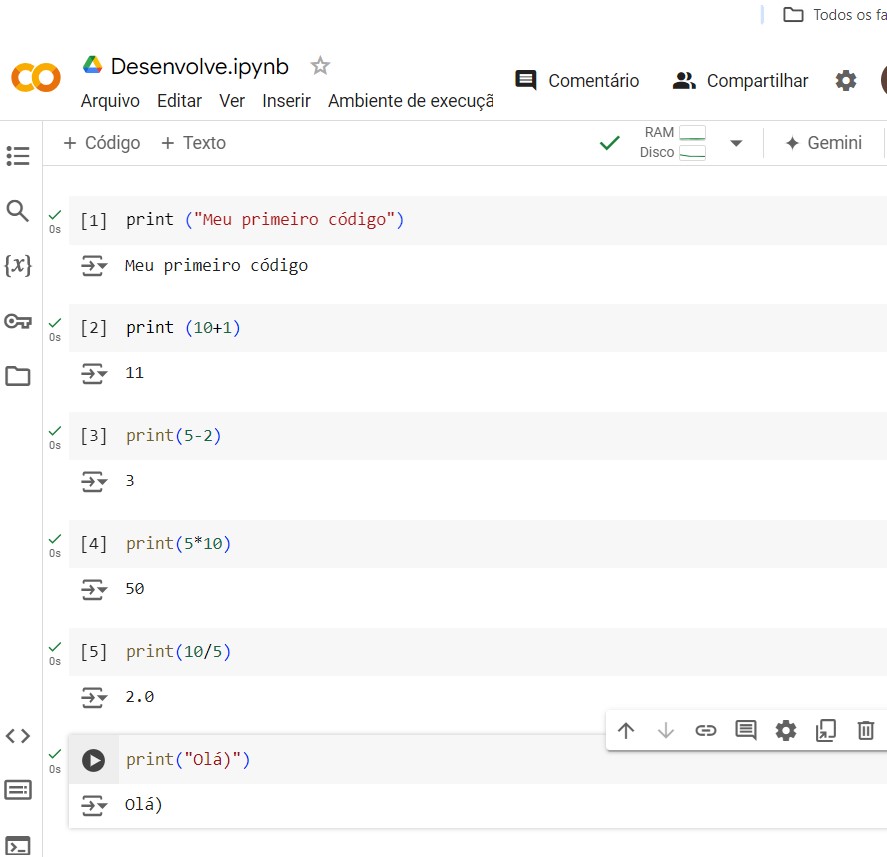 Todos os fa
Desenvolve.ipynb
Comentário Compartilhar
Arquivo Editar Ver Inserir Ambiente de execuçã
+ Código + Texto
RAM
Disco
Gemini
[1] print ("Meu primeiro código")
0s
Meu primeiro código
[2] print (10+1)
0s
11
[3] print(5-2)
0s
3
[4] print(5*10)
0s
50
[5] print(10/5)
0s
2.0
print("Olá)")
0s
Olá)